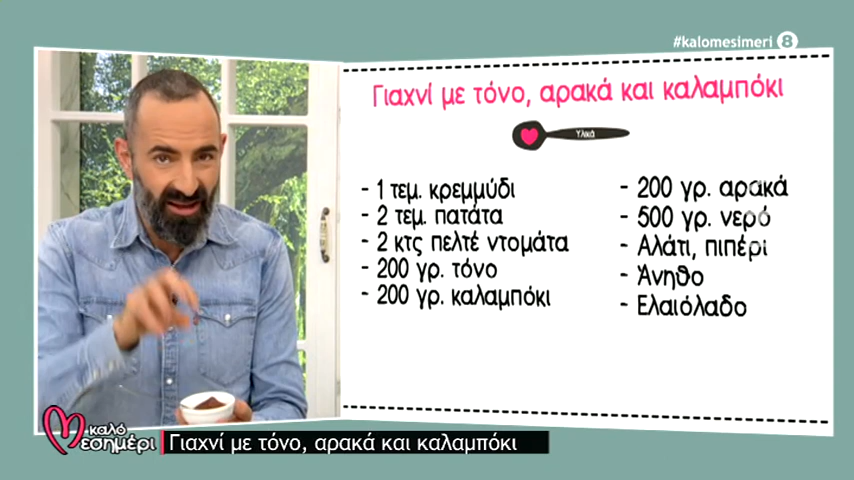 #kalomesimeri 8
Γιαχνί με τόνο, αρακά και καλαμπόκι
Υλικά
- 1 τεμ. κρεμμύδι
- 2 τεμ. πατάτα
- 2 κτς πελτέ ντομάτα
- 200 γρ. τόνο
- 200 γρ. καλαμπόκι
- 200 γρ. αρακά
- 500 γρ. νερό
- Αλάτι, πιπέρι
- Άνηθο
- Ελαιόλαδο
καλό
μεσημέρι
Γιαχνί με τόνο, αρακά και καλαμπόκι